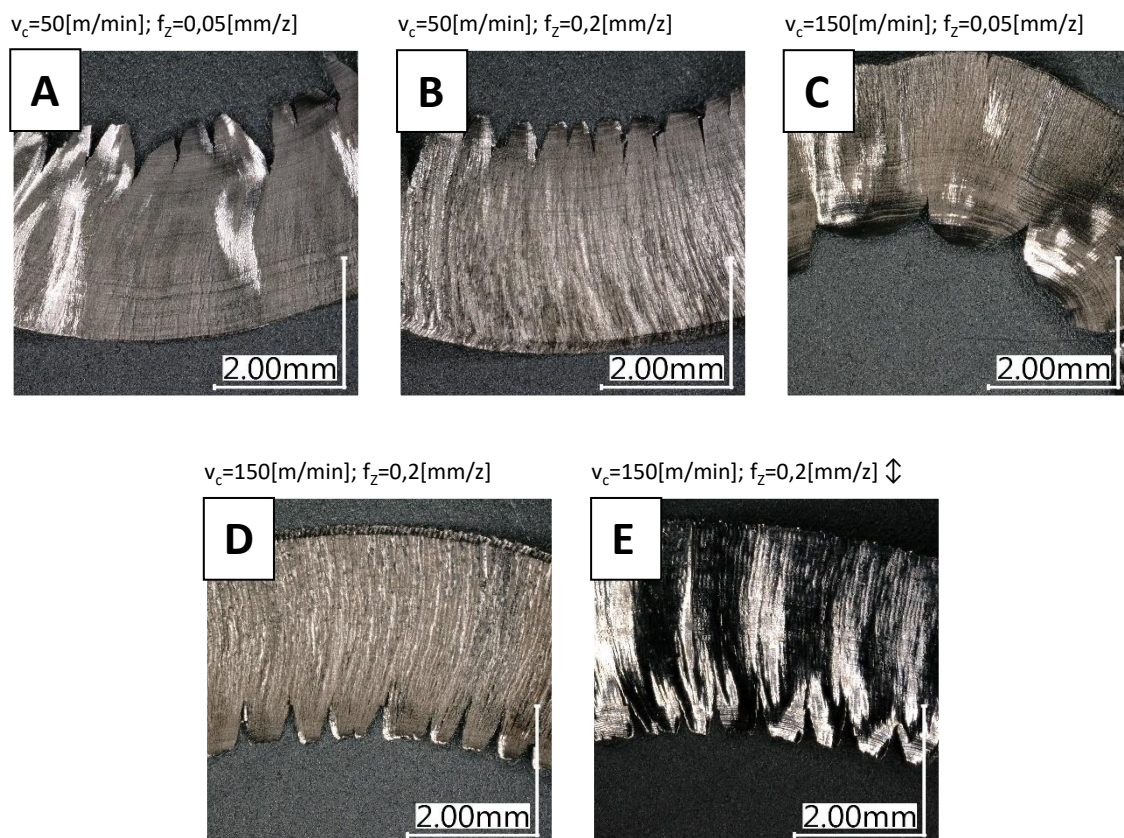 v_c=50[m/min]; f_Z=0,05[mm/z]
v_c=50[m/min]; f_Z=0,2[mm/z]
v_c=150[m/min]; f_Z=0,05[mm/z]
A
B
C
2.00mm
2.00mm
2.00mm
v_c=150[m/min]; f_Z=0,2[mm/z]
v_c=150[m/min]; f_Z=0,2[mm/z] ↕
D
E
2.00mm
2.00mm